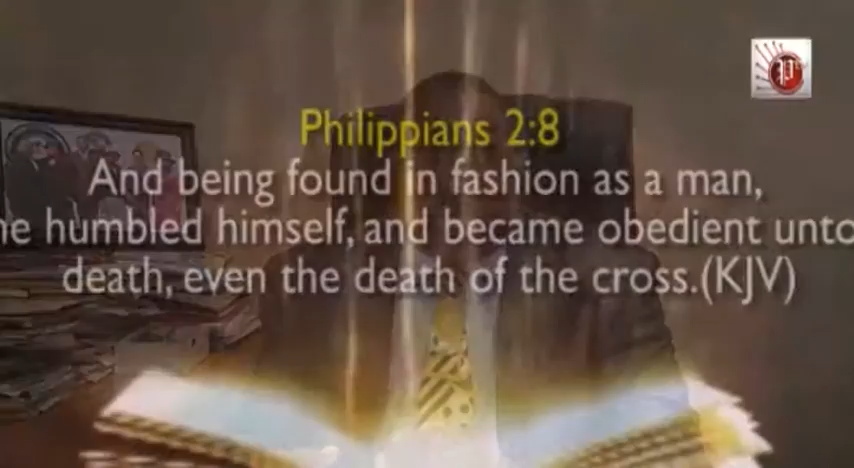 Philippians 2:8
And being found in fashion as a man,
he humbled himself, and became obedient unto
death, even the death of the cross.(KJV)
P